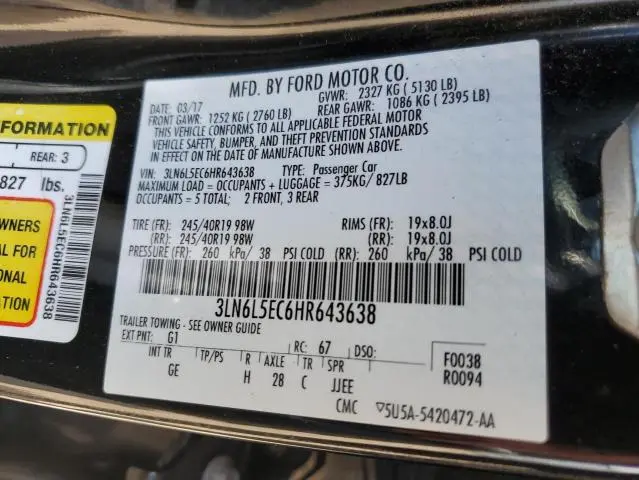 MFD. BY FORD MOTOR CO.
DATE: 03/17 GVWR: 2327 KG (5130 LB)
FRONT GAWR: 1252 KG (2760 LB) REAR GAWR: 1086 KG (2395 LB)
THIS VEHICLE CONFORMS TO ALL APPLICABLE FEDERAL MOTOR
VEHICLE SAFETY, BUMPER, AND THEFT PREVENTION STANDARDS
IN EFFECT ON THE DATE OF MANUFACTURE SHOWN ABOVE.
VIN: 3LN6L5EC6HR643638 TYPE: Passenger Car
MAXIMUM LOAD = OCCUPANTS + LUGGAGE = 375KG/ 827LB
OCCUPANTS = 5 TOTAL; 2 FRONT, 3 REAR
TIRE (FR): 245/40R19 98W RIMS (FR): 19x8.0J
(RR): 245/40R19 98W (RR): 19x8.0J
PRESSURE (FR): 260 kPa/ 38 PSI COLD (RR): 260 kPa/ 38 PSI COLD
3LN6L5EC6HR643638
TRAILER TOWING - SEE OWNER GUIDE
EXT PNT: G1 RC: 67 DSO:
F0038
INT TR TP/PS R AXLE TR SPR
R0094
GE H 28 C JJEE
CMC ▽5U5A-5420472-AA
FORMATION
REAR: 3
827 lbs.
WNERS
AL FOR
ONAL
ATION
3LN6L5EC6HR643638